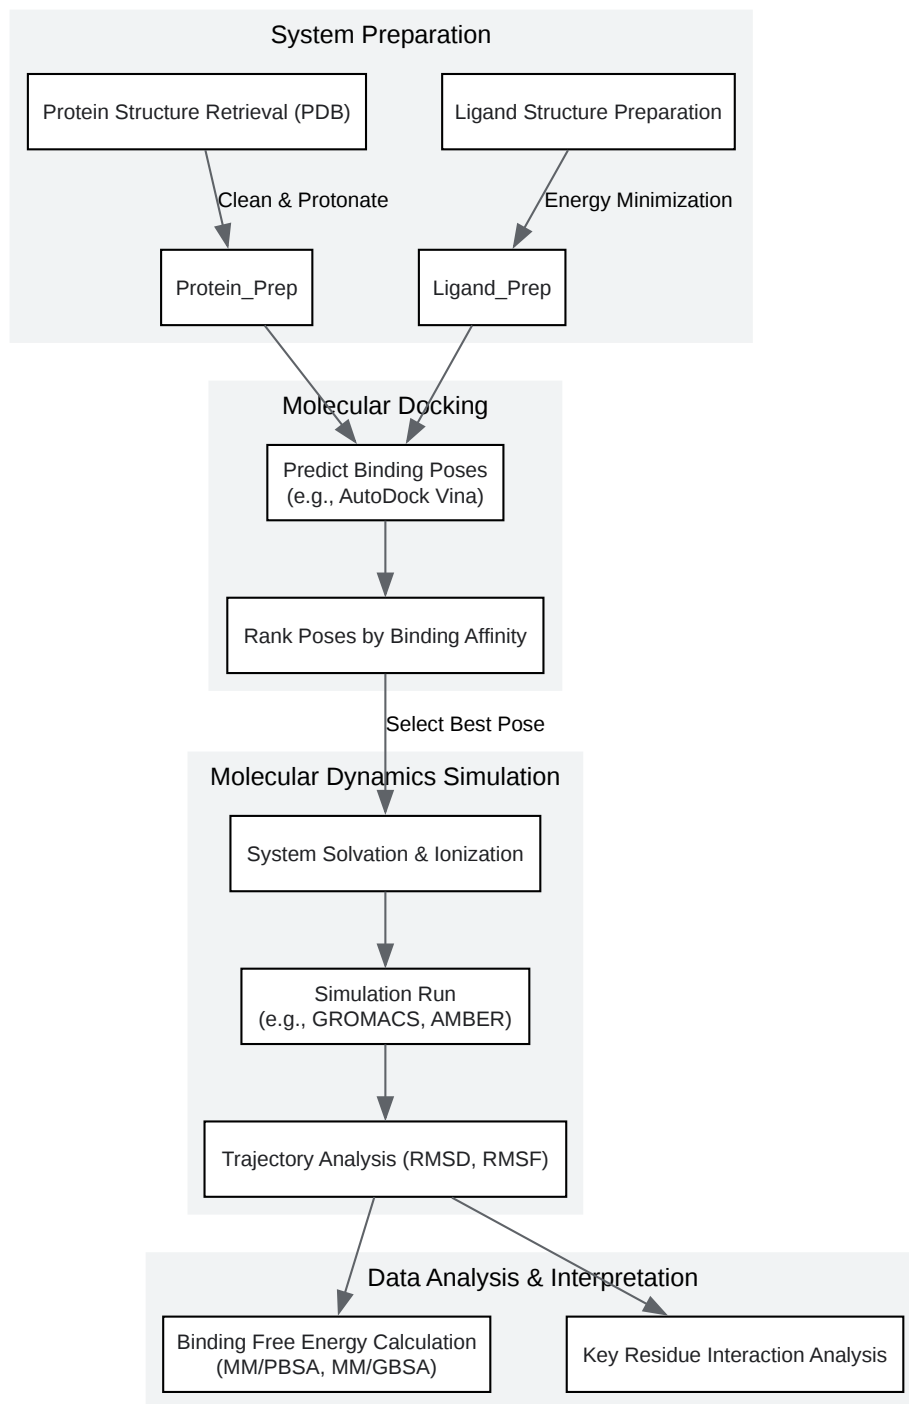 System Preparation
Protein Structure Retrieval (PDB)
Ligand Structure Preparation
Clean & Protonate
Energy Minimization
Protein_Prep
Ligand_Prep
Molecular Docking
Predict Binding Poses
(e.g., AutoDock Vina)
Rank Poses by Binding Affinity
Select Best Pose
Molecular Dynamics Simulation
System Solvation & Ionization
Simulation Run
(e.g., GROMACS, AMBER)
Trajectory Analysis (RMSD, RMSF)
Data Analysis & Interpretation
Binding Free Energy Calculation
(MM/PBSA, MM/GBSA)
Key Residue Interaction Analysis